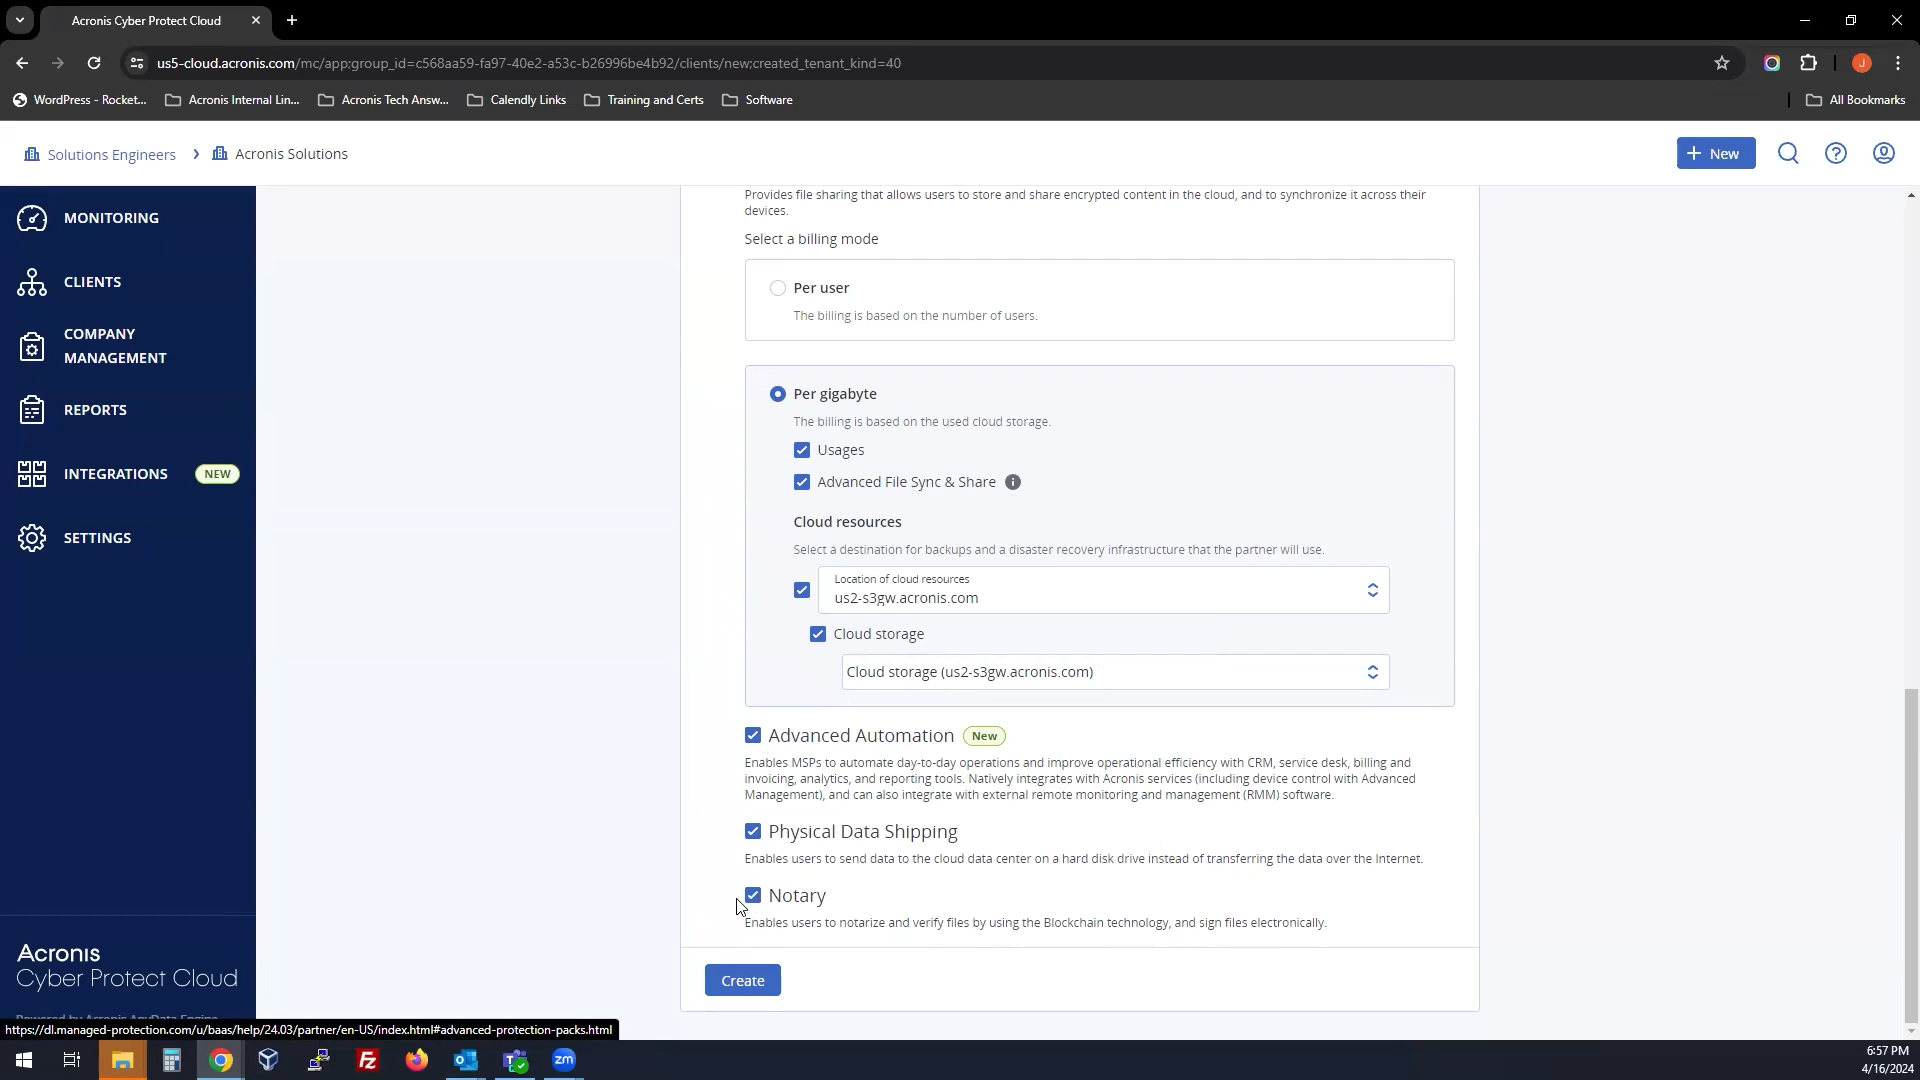 Acronis Cyber Protect Cloud
us5-cloud.acronis.com/mc/app;group_id=c568aa59-fa97-40e2-a53c-b26996be4b92/clients/new;created_tenant_kind=40
J
WordPress - Rocket...
Acronis Internal Lin...
Acronis Tech Answ...
Calendly Links
Training and Certs
Software
All Bookmarks
Solutions Engineers
Acronis Solutions
New
MONITORING
CLIENTS
COMPANY
MANAGEMENT
REPORTS
INTEGRATIONS NEW
SETTINGS
Provides file sharing that allows users to store and share encrypted content in the cloud, and to synchronize it across their
devices.
Select a billing mode
Per user
The billing is based on the number of users.
Per gigabyte
The billing is based on the used cloud storage.
Usages
Advanced File Sync & Share
Cloud resources
Select a destination for backups and a disaster recovery infrastructure that the partner will use.
Location of cloud resources
us2-s3gw.acronis.com
Cloud storage
Cloud storage (us2-s3gw.acronis.com)
Advanced Automation New
Enables MSPs to automate day-to-day operations and improve operational efficiency with CRM, service desk, billing and
invoicing, analytics, and reporting tools. Natively integrates with Acronis services (including device control with Advanced
Management), and can also integrate with external remote monitoring and management (RMM) software.
Physical Data Shipping
Enables users to send data to the cloud data center on a hard disk drive instead of transferring the data over the Internet.
Notary
Enables users to notarize and verify files by using the Blockchain technology, and sign files electronically.
Create
Acronis
Cyber Protect Cloud
Powered by Acronis AnyData Engine
https://dl.managed-protection.com/u/baas/help/24.03/partner/en-US/index.html#advanced-protection-packs.html
zm
6:57 PM
4/16/2024